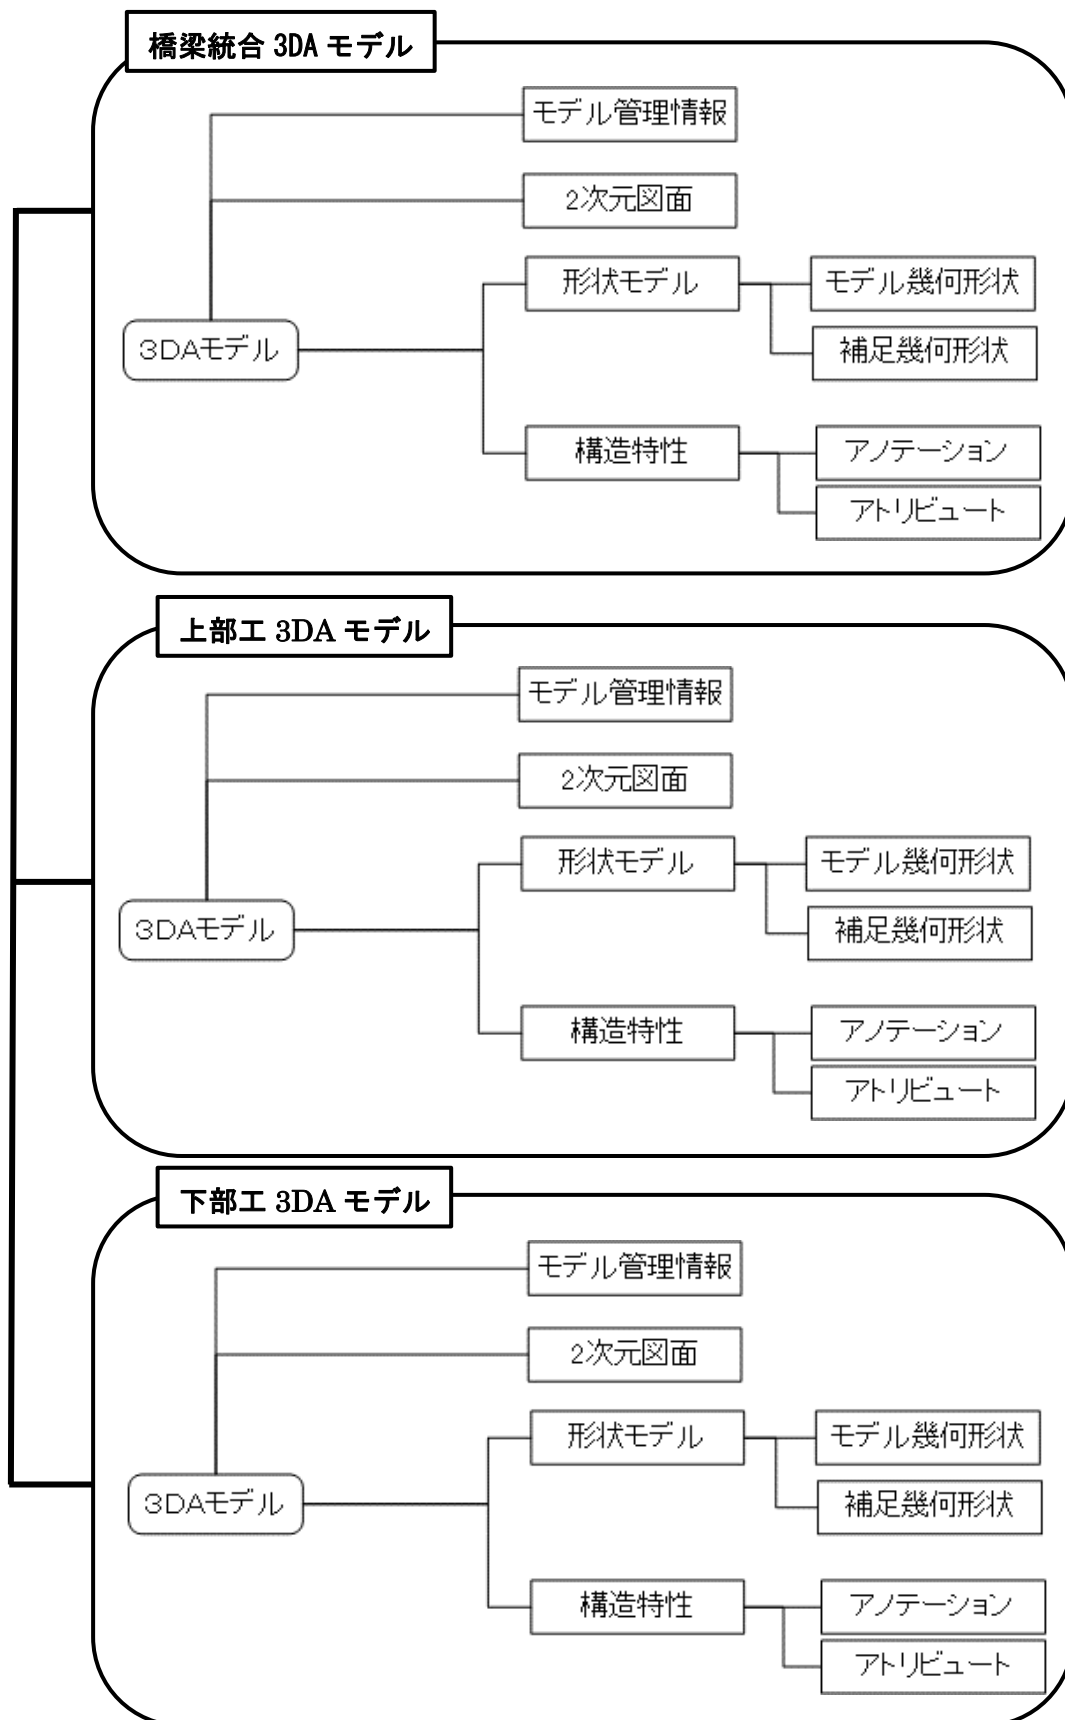 橋梁統合 3DA モデル
モデル管理情報
2次元図面
形状モデル
モデル幾何形状
補足幾何形状
3DAモデル
構造特性
アノテーション
アトリビュート
上部工 3DA モデル
モデル管理情報
2次元図面
形状モデル
モデル幾何形状
補足幾何形状
3DAモデル
構造特性
アノテーション
アトリビュート
下部工 3DA モデル
モデル管理情報
2次元図面
形状モデル
モデル幾何形状
補足幾何形状
3DAモデル
構造特性
アノテーション
アトリビュート